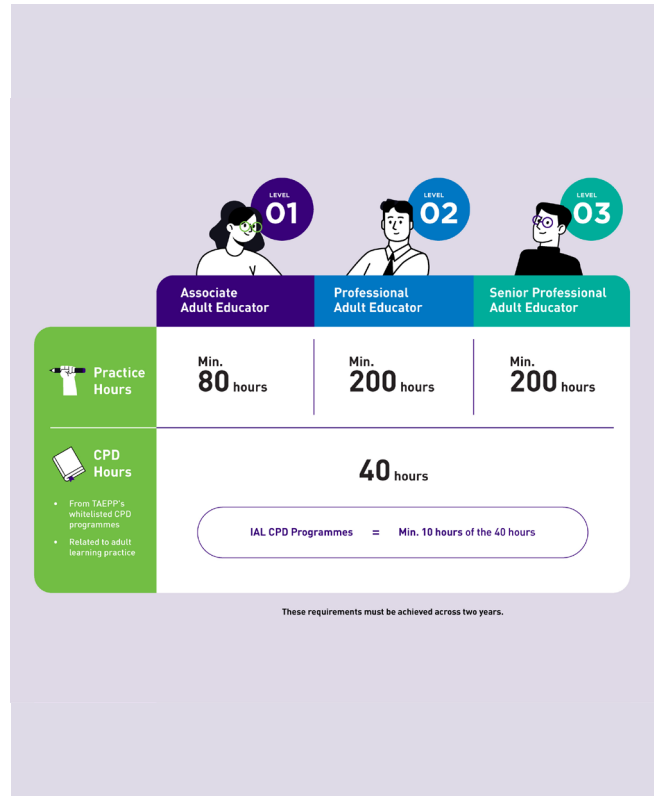 LEVEL
01
LEVEL
02
LEVEL
03
Associate
Adult Educator
Professional
Adult Educator
Senior Professional
Adult Educator
Practice
Hours
Min.
80 hours
Min.
200 hours
Min.
200 hours
CPD
Hours
• From TAEPP's
whitelisted CPD
programmes
• Related to adult
learning practice
40 hours
IAL CPD Programmes = Min. 10 hours of the 40 hours
These requirements must be achieved across two years.